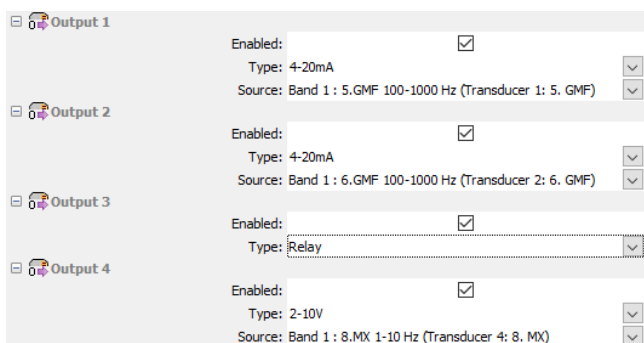 Output 1
Enabled:
Type: 4-20mA
Source: Band 1 : 5.GMF 100-1000 Hz (Transducer 1: 5. GMF)
Output 2
Enabled:
Type: 4-20mA
Source: Band 1 : 6.GMF 100-1000 Hz (Transducer 2: 6. GMF)
Output 3
Enabled:
Type: Relay
Output 4
Enabled:
Type: 2-10V
Source: Band 1 : 8.MX 1-10 Hz (Transducer 4: 8. MX)